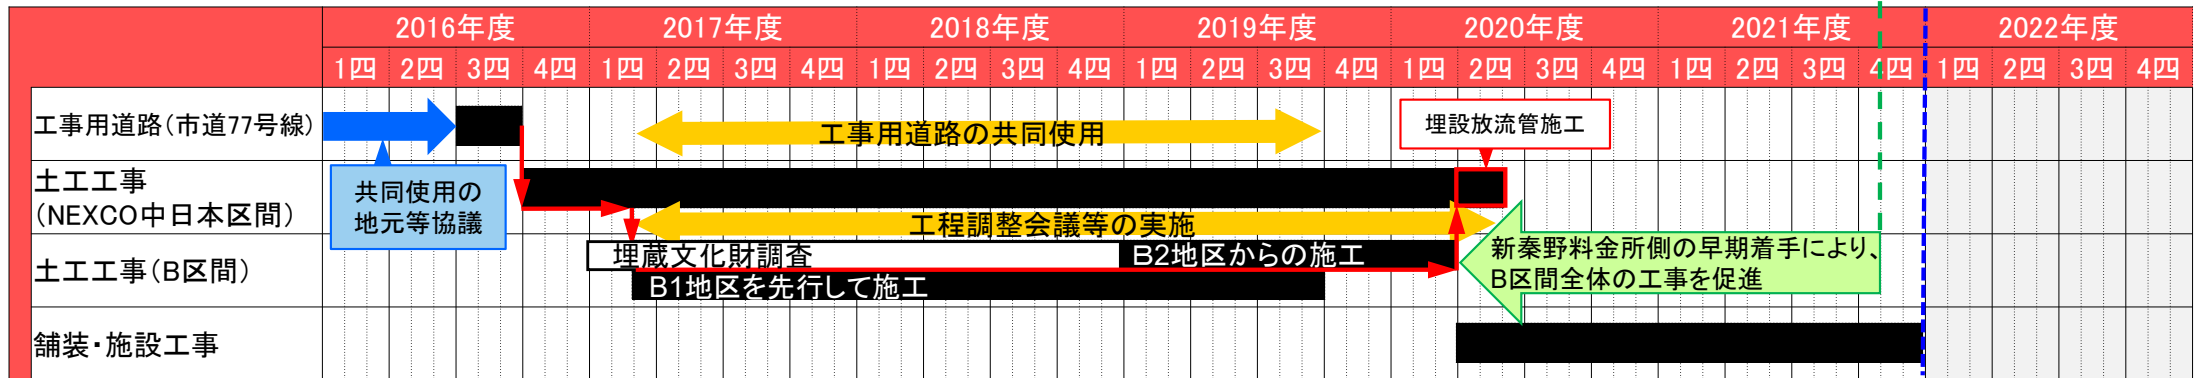 2016年度 2017年度 2018年度 2019年度 2020年度 2021年度 2022年度
1四 2四 3四 4四 1四 2四 3四 4四 1四 2四 3四 4四 1四 2四 3四 4四 1四 2四 3四 4四 1四 2四 3四 4四 1四 2四 3四 4四
工事用道路(市道77号線)
工事用道路の共同使用
埋設放流管施工
土工工事
(NEXCO中日本区間)
共同使用の
地元等協議
工程調整会議等の実施
土工工事(B区間)
埋蔵文化財調査
B2地区からの施工
B1地区を先行して施工
新秦野料金所側の早期着手により、
B区間全体の工事を促進
舗装・施設工事